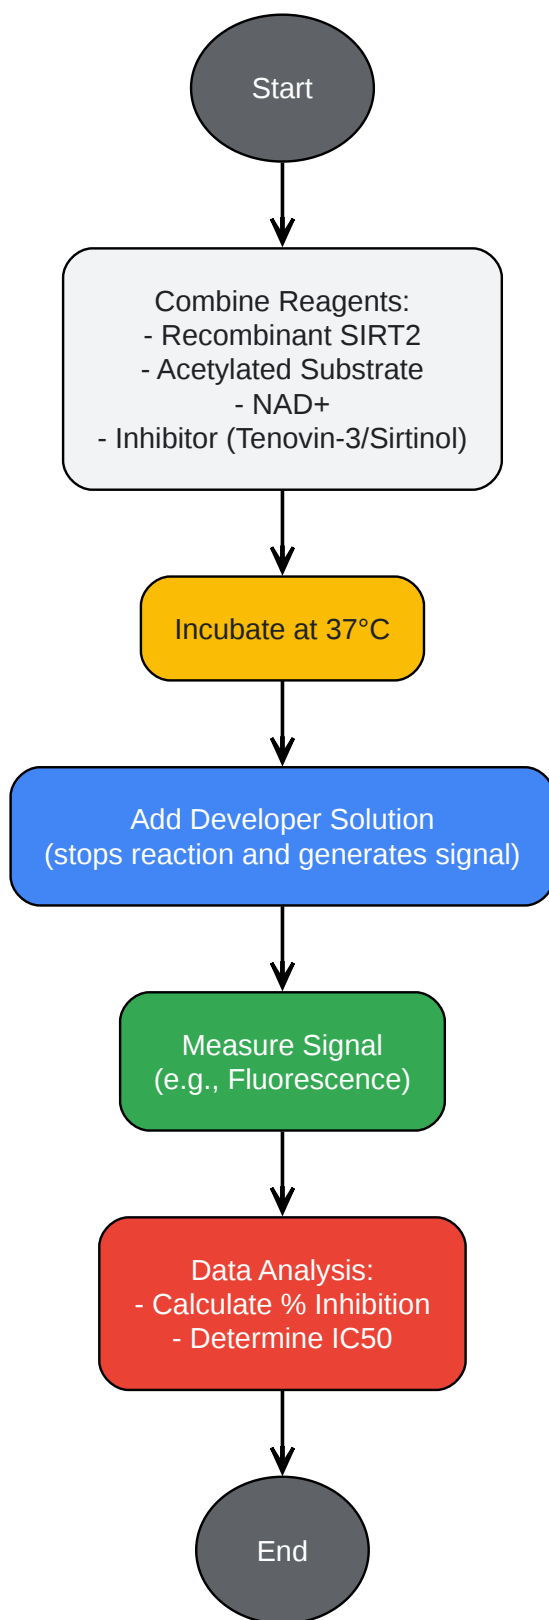 Start
Combine Reagents:
- Recombinant SIRT2
- Acetylated Substrate
- NAD+
- Inhibitor (Tenovin-3/Sirtinol)
Incubate at 37°C
Add Developer Solution
(stops reaction and generates signal)
Measure Signal
(e.g., Fluorescence)
Data Analysis:
- Calculate % Inhibition
- Determine IC50
End